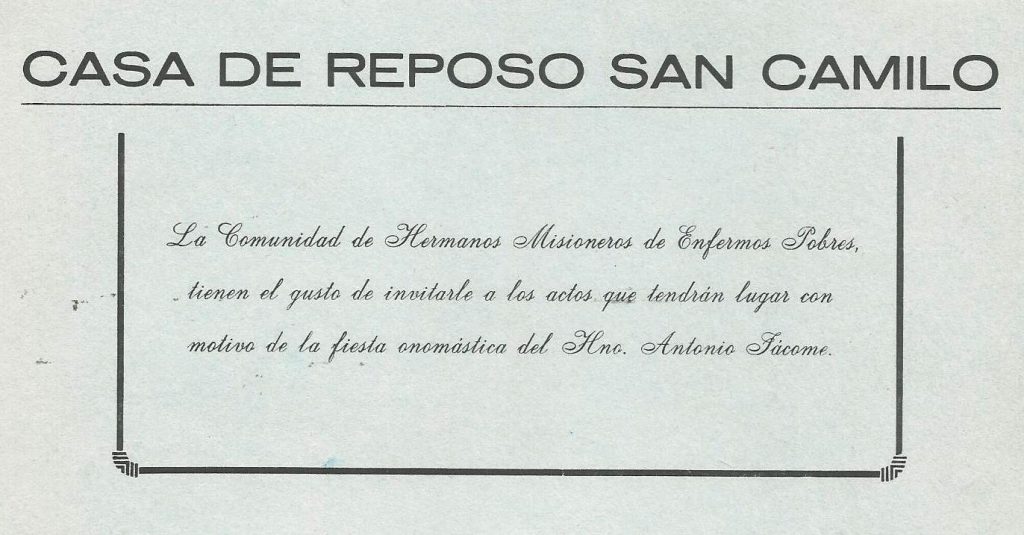 CASA DE REPOSO SAN CAMILO
La Comunidad de Hermanos Misioneros de Enfermos Pobres,
tienen el gusto de invitarle a los actos que tendrán lugar con
motivo de la fiesta onomástica del Hno. Antonio Jácome.